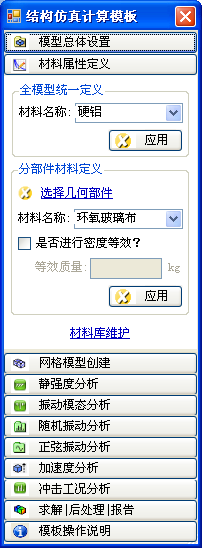 结构仿真计算模板
模型总体设置
材料属性定义
全模型统一定义
材料名称: 硬铝
应用
分部件材料定义
选择几何部件
材料名称: 环氧玻璃布
是否进行密度等效?
等效质量: kg
应用
材料库维护
网格模型创建
静强度分析
振动模态分析
随机振动分析
正弦振动分析
加速度分析
冲击工况分析
求解|后处理|报告
模板操作说明